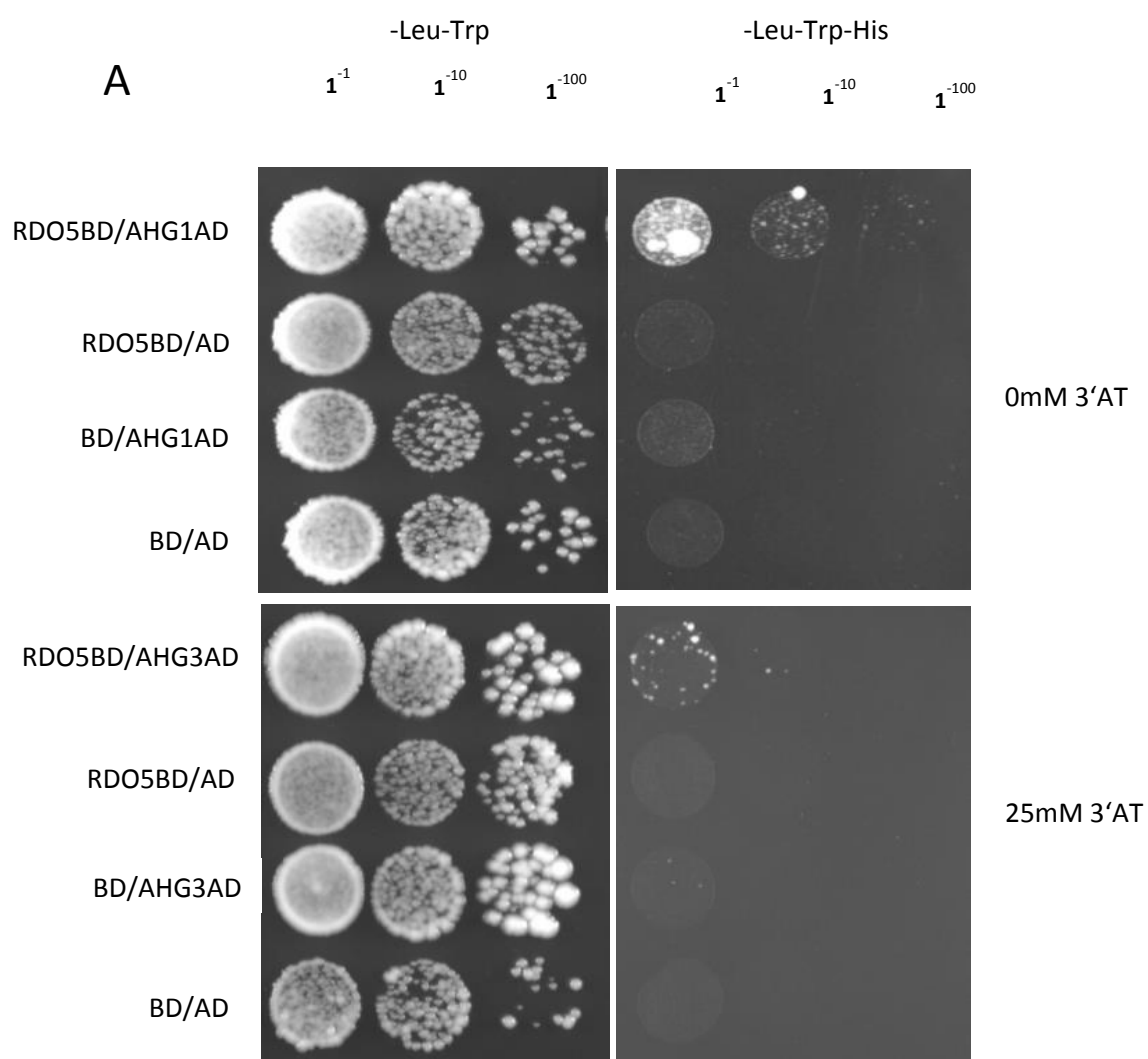 -Leu-Trp
-Leu-Trp-His
A
1-1
1-10
1-100
1-1
1-10
1-100
RDO5BD/AHG1AD
RDO5BD/AD
BD/AHG1AD
BD/AD
0mM 3‘AT
RDO5BD/AHG3AD
RDO5BD/AD
BD/AHG3AD
BD/AD
25mM 3‘AT